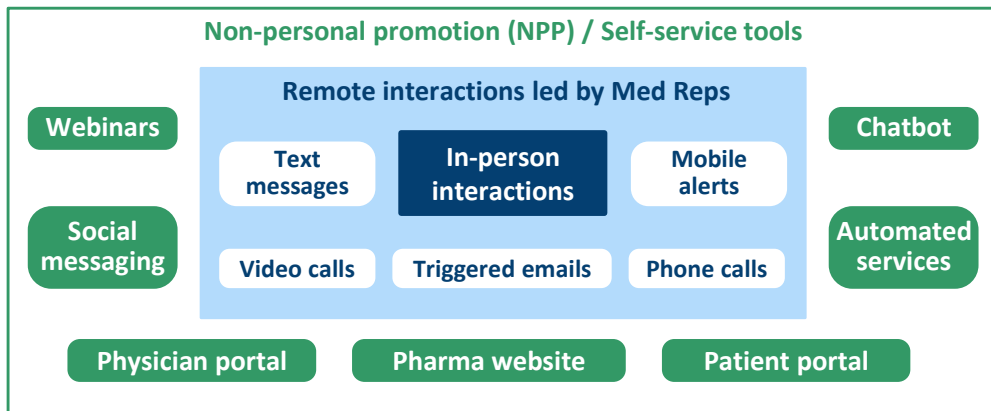 Non-personal promotion (NPP) / Self-service tools
Remote interactions led by Med Reps
Webinars
Chatbot
Text
messages
In-person
interactions
Mobile
alerts
Social
messaging
Automated
services
Video calls
Triggered emails
Phone calls
Physician portal
Pharma website
Patient portal